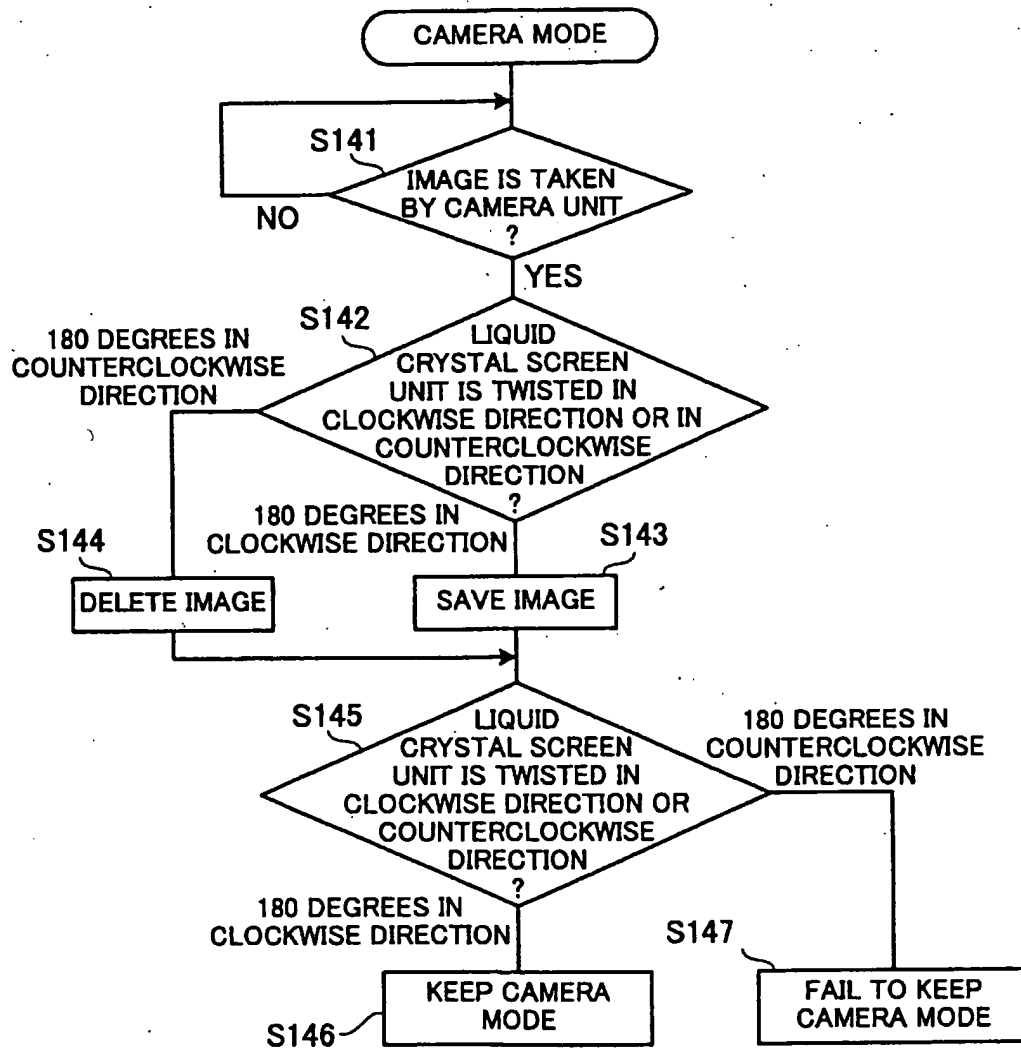 CAMERA MODE
S141
IMAGE IS TAKEN
BY CAMERA UNIT
?
NO
YES
S142
LIQUID
CRYSTAL SCREEN
UNIT IS TWISTED IN
CLOCKWISE DIRECTION OR IN
COUNTERCLOCKWISE
DIRECTION
?
180 DEGREES IN
COUNTERCLOCKWISE
DIRECTION
180 DEGREES IN
CLOCKWISE DIRECTION
S144
DELETE IMAGE
S143
SAVE IMAGE
S145
LIQUID
CRYSTAL SCREEN
UNIT IS TWISTED IN
CLOCKWISE DIRECTION OR
COUNTERCLOCKWISE
DIRECTION
?
180 DEGREES IN
COUNTERCLOCKWISE
DIRECTION
180 DEGREES IN
CLOCKWISE DIRECTION
S146
KEEP CAMERA
MODE
S147
FAIL TO KEEP
CAMERA MODE